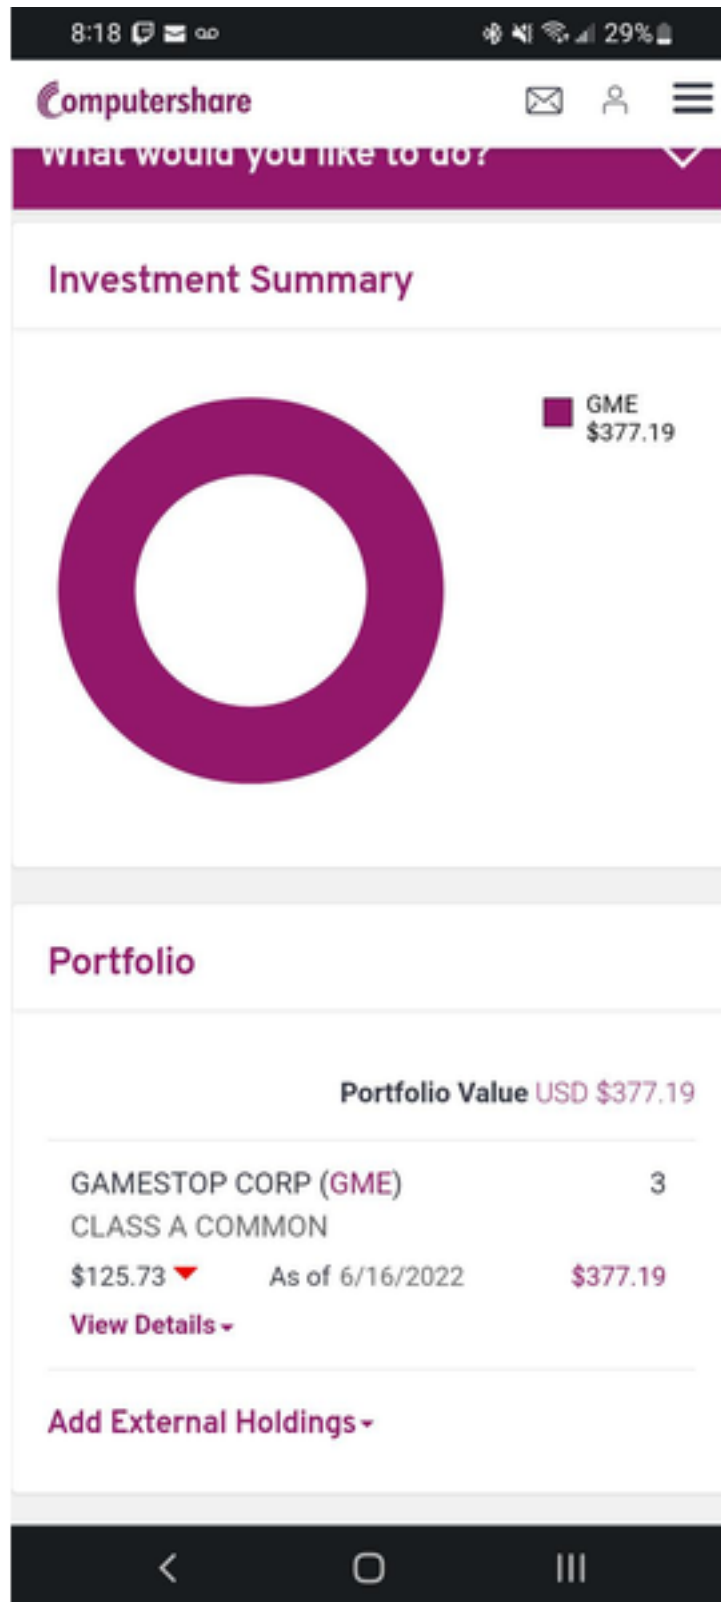 8:18 29%
Computershare
What would you like to do?
Investment Summary
GME
$377.19
Portfolio
Portfolio Value USD $377.19
GAMESTOP CORP (GME) 3
CLASS A COMMON
$125.73 As of 6/16/2022 $377.19
View Details
Add External Holdings